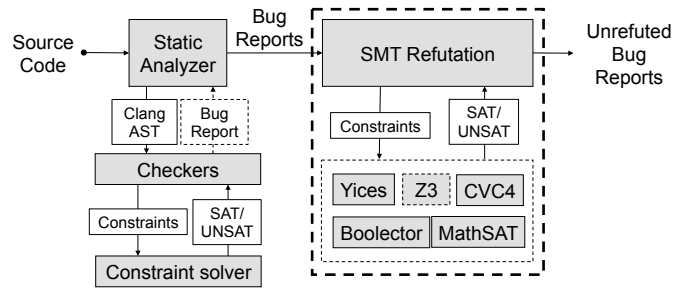 Source
Code
Static
Analyzer
Bug
Reports
SMT Refutation
Unrefuted
Bug
Reports
Clang
AST
Bug
Report
Constraints
SAT/
UNSAT
Checkers
Yices
Z3
CVC4
Constraints
SAT/
UNSAT
Boolector
MathSAT
Constraint solver